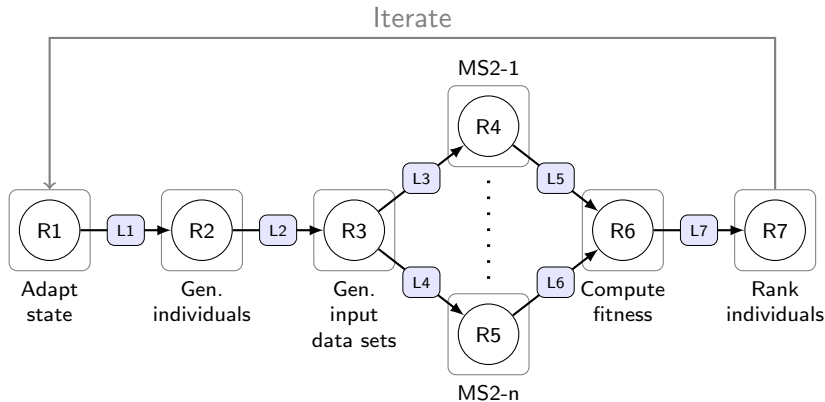 Iterate
MS2-1
R4
L3
L5
R1
L1
R2
L2
R3
R6
L7
R7
Adapt
state
Gen.
individuals
Gen.
input
data sets
L4
L6
Compute
fitness
Rank
individuals
R5
MS2-n